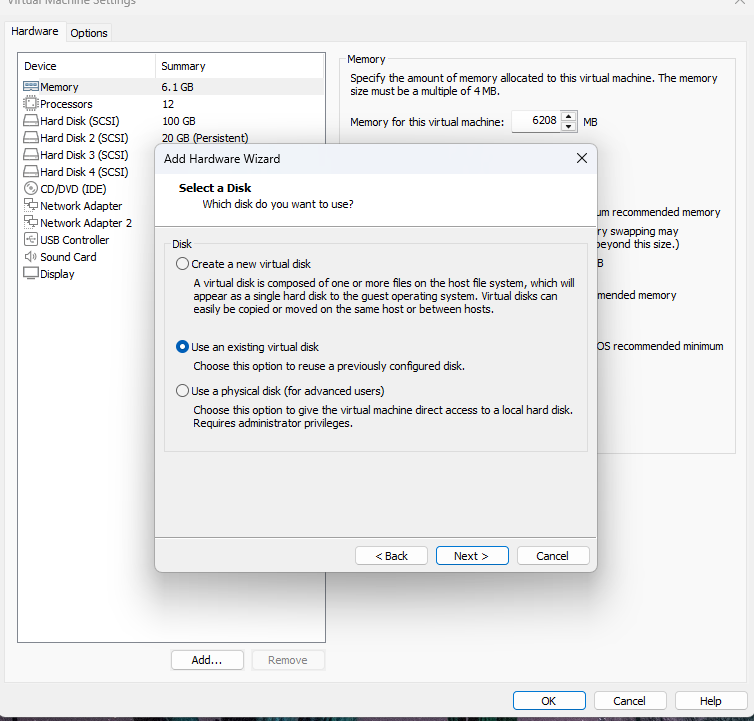 Virtual Machine Settings
Hardware
Options
Device
Summary
Memory
6.1 GB
Processors
12
Hard Disk (SCSI)
100 GB
Hard Disk 2 (SCSI)
20 GB (Persistent)
Hard Disk 3 (SCSI)
Hard Disk 4 (SCSI)
CD/DVD (IDE)
Network Adapter
Network Adapter 2
USB Controller
Sound Card
Display
Memory
Specify the amount of memory allocated to this virtual machine. The memory
size must be a multiple of 4 MB.
Memory for this virtual machine:
6208
MB
um recommended memory
ry swapping may
beyond this size.)
B
mended memory
OS recommended minimum
Add Hardware Wizard
Select a Disk
Which disk do you want to use?
Disk
Create a new virtual disk
A virtual disk is composed of one or more files on the host file system, which will
appear as a single hard disk to the guest operating system. Virtual disks can
easily be copied or moved on the same host or between hosts.
Use an existing virtual disk
Choose this option to reuse a previously configured disk.
Use a physical disk (for advanced users)
Choose this option to give the virtual machine direct access to a local hard disk.
Requires administrator privileges.
< Back
Next >
Cancel
Add...
Remove
OK
Cancel
Help